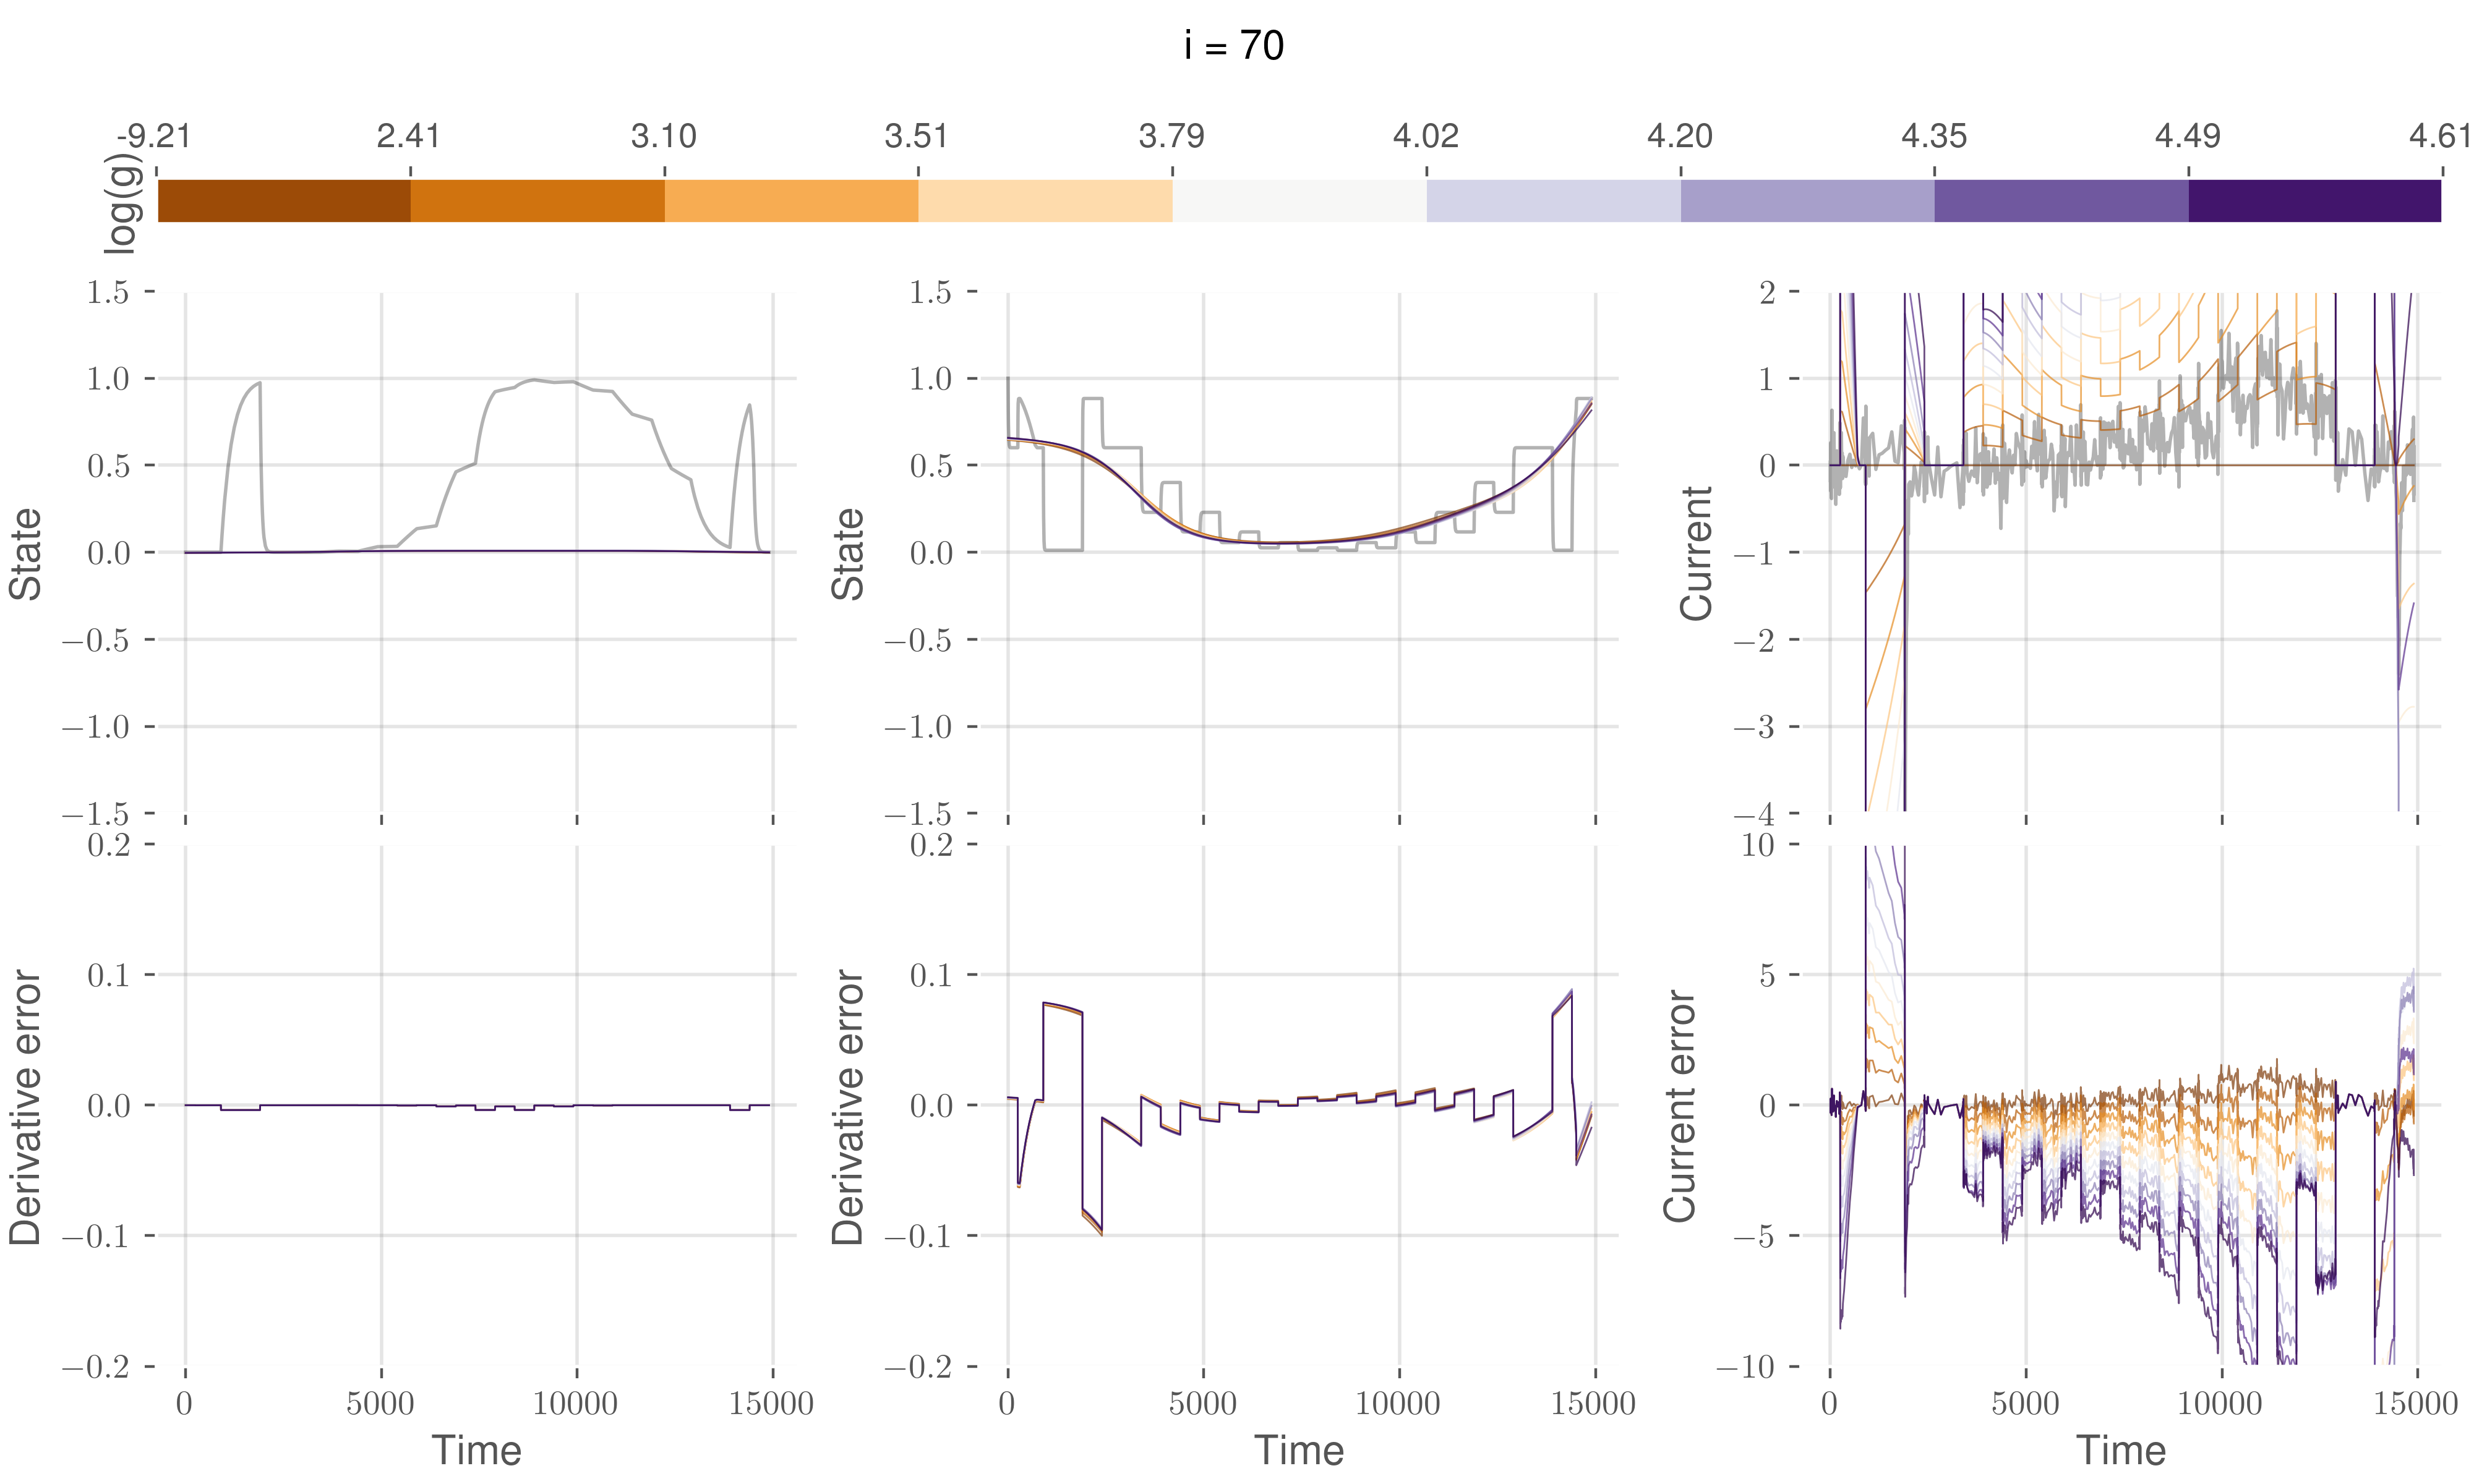 i = 70
-9.21 2.41 3.10 3.51 3.79 4.02 4.20 4.35 4.49 4.61
log(g)
1.5 1.0 0.5 0.0 −0.5 −1.0 −1.5
State
1.5 1.0 0.5 0.0 −0.5 −1.0 −1.5
State
2 1 0 −1 −2 −3 −4
Current
0.2 0.1 0.0 −0.1 −0.2
Derivative error
0 5000 10000 15000
Time
0.2 0.1 0.0 −0.1 −0.2
Derivative error
0 5000 10000 15000
Time
10 5 0 −5 −10
Current error
0 5000 10000 15000
Time